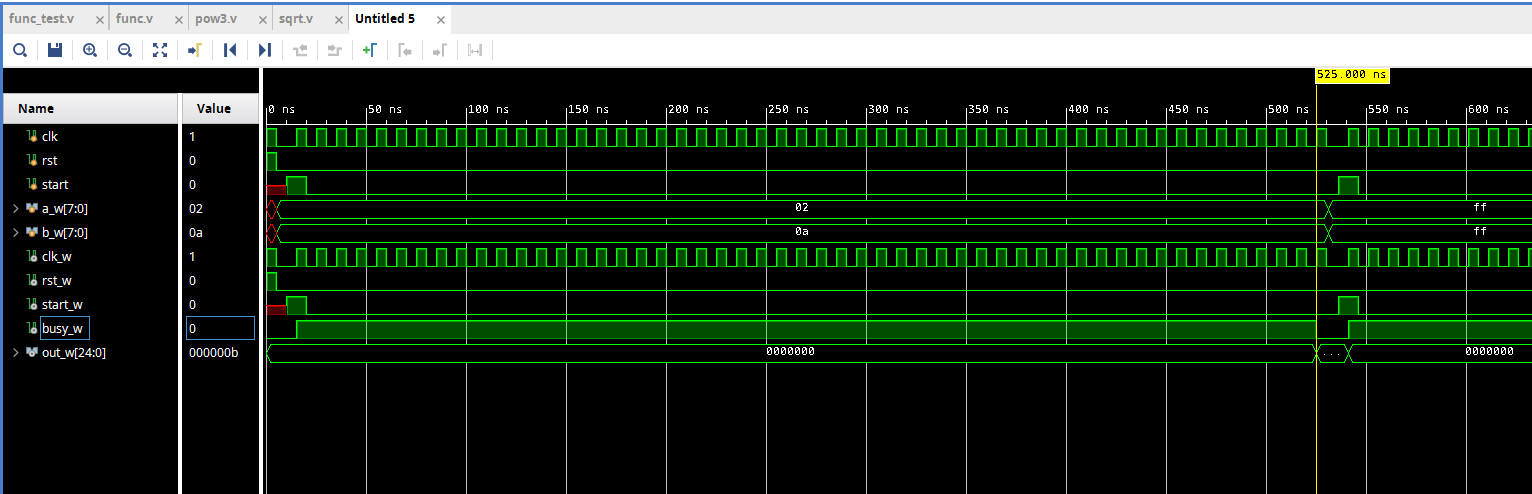 func_test.v × func.v × pow3.v × sqrt.v × Untitled 5 ×
525.000 ns
Name Value 0 ns 50 ns 100 ns 150 ns 200 ns 250 ns 300 ns 350 ns 400 ns 450 ns 500 ns 550 ns 600 ns
clk 1
rst 0
start 0
a_w[7:0] 02 02 ff
b_w[7:0] 0a 0a ff
clk_w 1
rst_w 0
start_w 0
busy_w 0
out_w[24:0] 000000b 0000000 ... 0000000